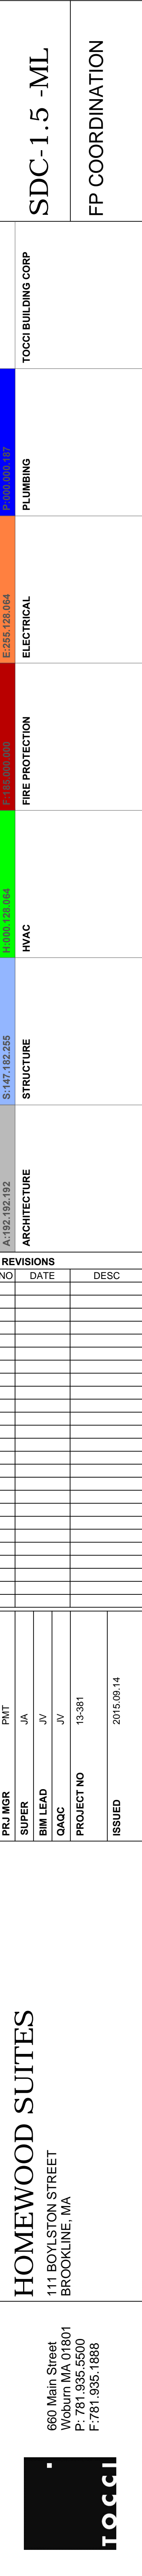 SDC-1.5 -ML
FP COORDINATION
TOCCI BUILDING CORP
P:000.000.187
PLUMBING
E:255.128.064
ELECTRICAL
F:185.000.000
FIRE PROTECTION
H:000.128.064
HVAC
S:147.182.255
STRUCTURE
A:192.192.192
ARCHITECTURE
REVISIONS
NO DATE DESC
PRJ MGR PMT
SUPER JA
BIM LEAD JV
QAQC JV
PROJECT NO 13-381
ISSUED 2015.09.14
HOMEWOOD SUITES
111 BOYLSTON STREET
BROOKLINE, MA
660 Main Street
Woburn MA 01801
P: 781.935.5500
F:781.935.1888
TOCCI